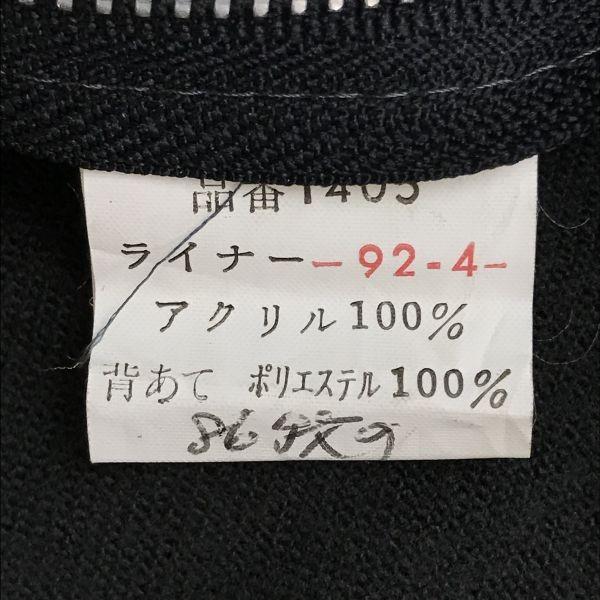 品番1403
ライナー-92-4-
アクリル100%
背あて ポリエステル100%